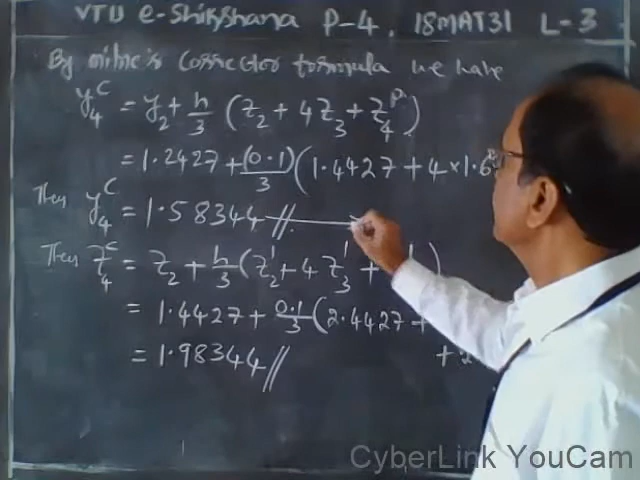 VTU e-Shikshana P-4. 18MAT31 L-3
By milne's corrector formula we have
y₄ᶜ = y₂ + h/3 (z₂ + 4z₃ + z₄ᵖ)
= 1.2427 + (0.1)/3 (1.4427 + 4×1.6
Then y₄ᶜ = 1.58344 //
Then z₄ᶜ = z₂ + h/3 (z₂' + 4z₃' + ')
= 1.4427 + 0.1/3 (2.4427 +
= 1.98344 // + 2
CyberLink YouCam